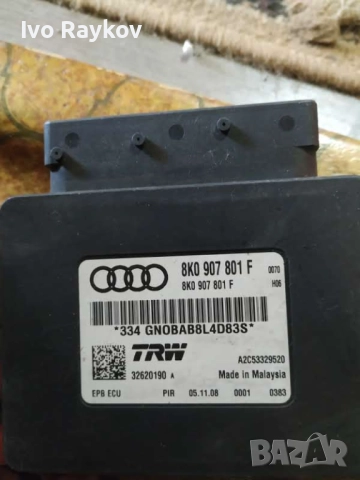 Ivo Raykov
8K0 907 801 F
0070
8K0 907 801 F
H06
*334 GNOBAB8L4D83S*
TRW
A2C53329520
32620190 A
Made in Malaysia
EPB ECU PIR 05.11.08 0001 0383
BAZAR